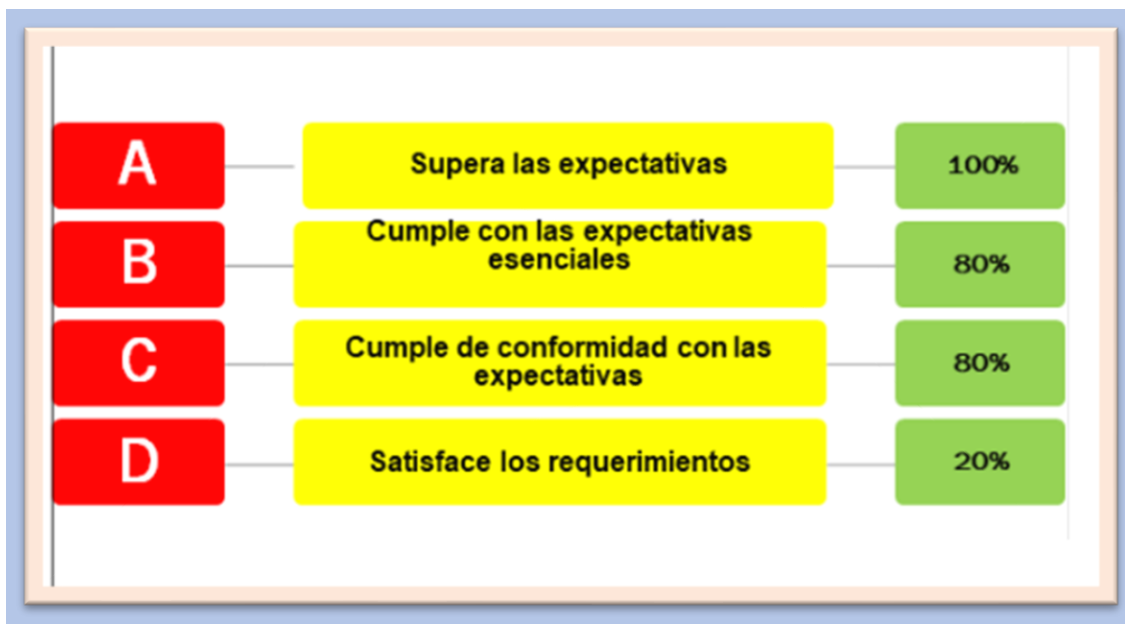 A
Supera las expectativas
100%
B
Cumple con las expectativas
esenciales
80%
C
Cumple de conformidad con las
expectativas
80%
D
Satisface los requerimientos
20%